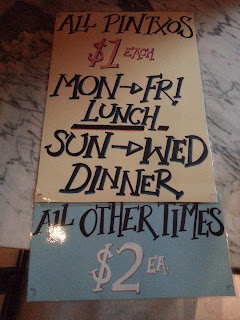 ALL PINTXOS
$1 EACH
MON→FRI
LUNCH
SUN→WED
DINNER
ALL OTHER TIMES
$2 EA